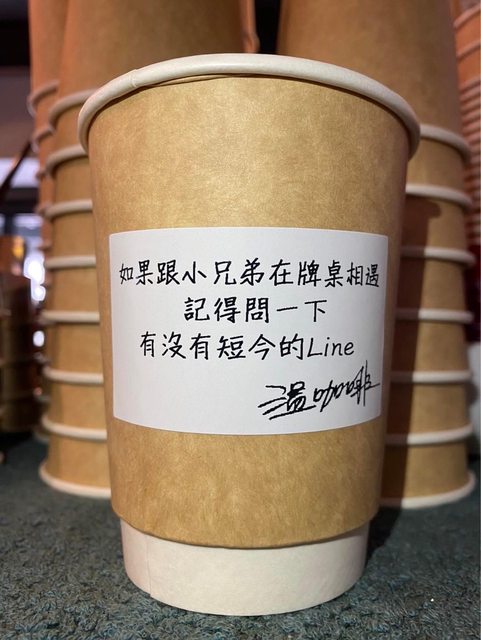 如果跟小兄弟在牌桌相遇
記得問一下
有沒有短今的Line
溫咖啡